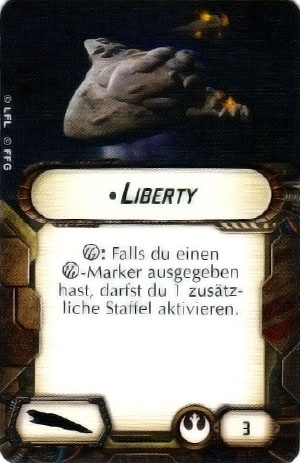 © LFL © FFG
• LIBERTY
: Falls du einen
-Marker ausgegeben
hast, darfst du 1 zusätz-
liche Staffel aktivieren.
3